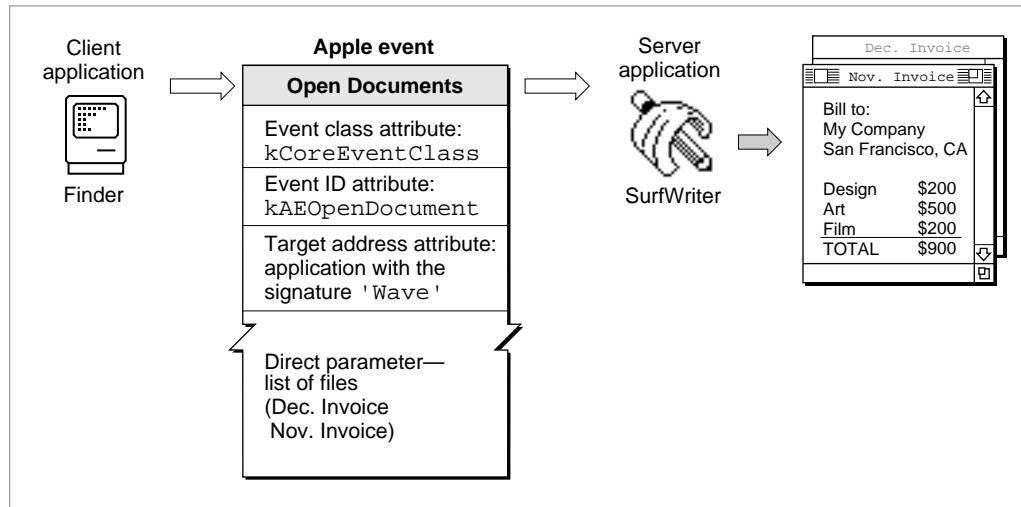 Client
application
Finder
Apple event
Open Documents
Event class attribute:
kCoreEventClass
Event ID attribute:
kAEOpenDocument
Target address attribute:
application with the
signature 'Wave'
Direct parameter—
list of files
(Dec. Invoice
Nov. Invoice)
Server
application
SurfWriter
Dec. Invoice
Nov. Invoice
Bill to:
My Company
San Francisco, CA
Design $200
Art $500
Film $200
TOTAL $900